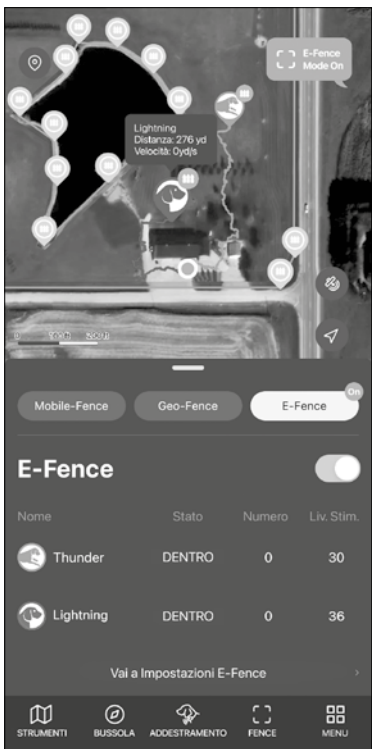 E-Fence
Mode On
Lightning
Distanza: 276 yd
Velocità: 0yd/s
Mobile-Fence
Geo-Fence
E-Fence
On
E-Fence
Nome Stato Numero Liv. Stim.
Thunder DENTRO 0 30
Lightning DENTRO 0 36
Vai a Impostazioni E-Fence
STRUMENTI BUSSOLA ADDESTRAMENTO FENCE MENU